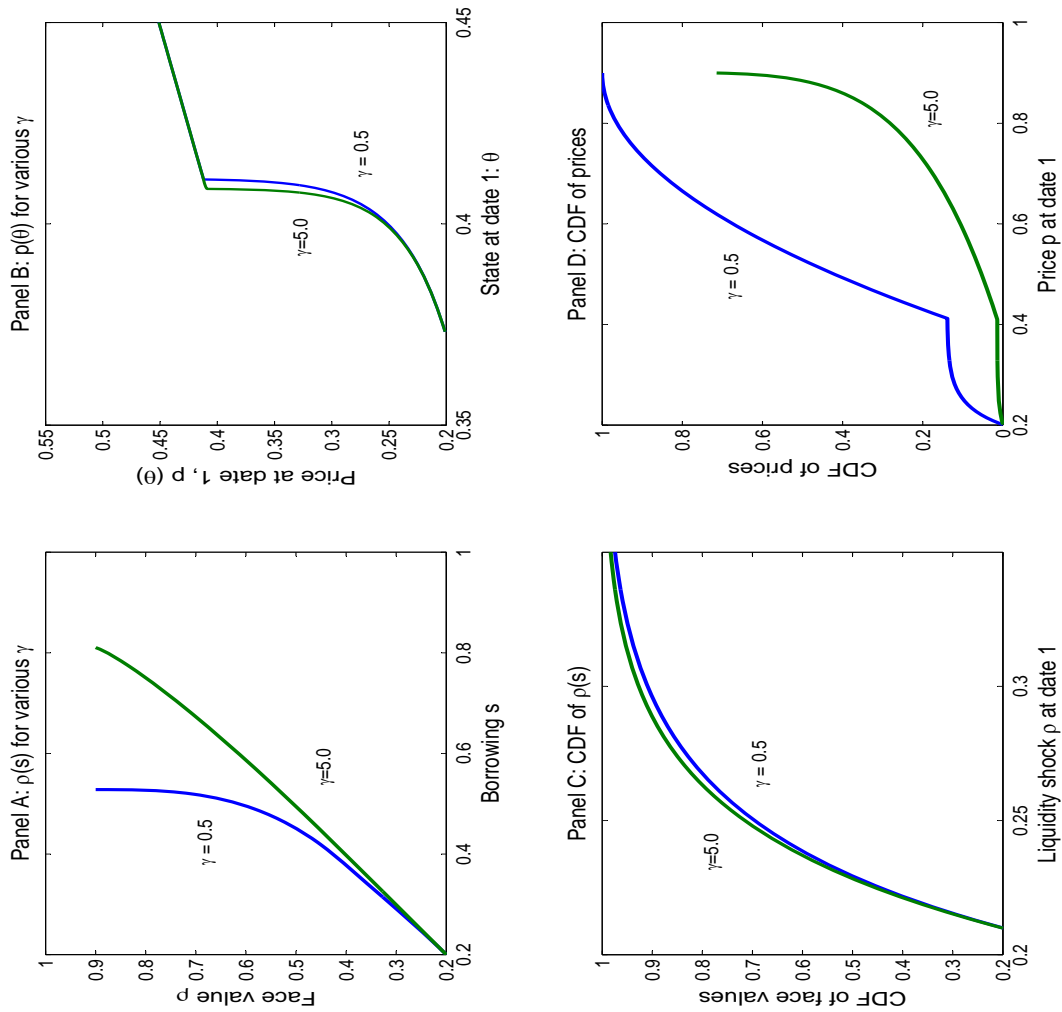 Panel A: ρ(s) for various γ
1
0.9
0.8
0.7
0.6
0.5
0.4
0.3
0.2
Face value ρ
γ = 0.5
γ=5.0
0.2
0.4
0.6
0.8
1
Borrowings s
Panel B: p(θ) for various γ
0.55
0.5
0.45
0.4
0.35
0.3
0.25
0.2
Price at date 1, p (θ)
γ=5.0
γ = 0.5
0.35
0.4
0.45
State at date 1: θ
Panel C: CDF of ρ(s)
1
0.9
0.8
0.7
0.6
0.5
0.4
0.3
0.2
CDF of face values
γ=5.0
γ = 0.5
0.2
0.25
0.3
Liquidity shock ρ at date 1
Panel D: CDF of prices
1
0.8
0.6
0.4
0.2
0
CDF of prices
γ = 0.5
γ=5.0
0.2
0.4
0.6
0.8
1
Price p at date 1